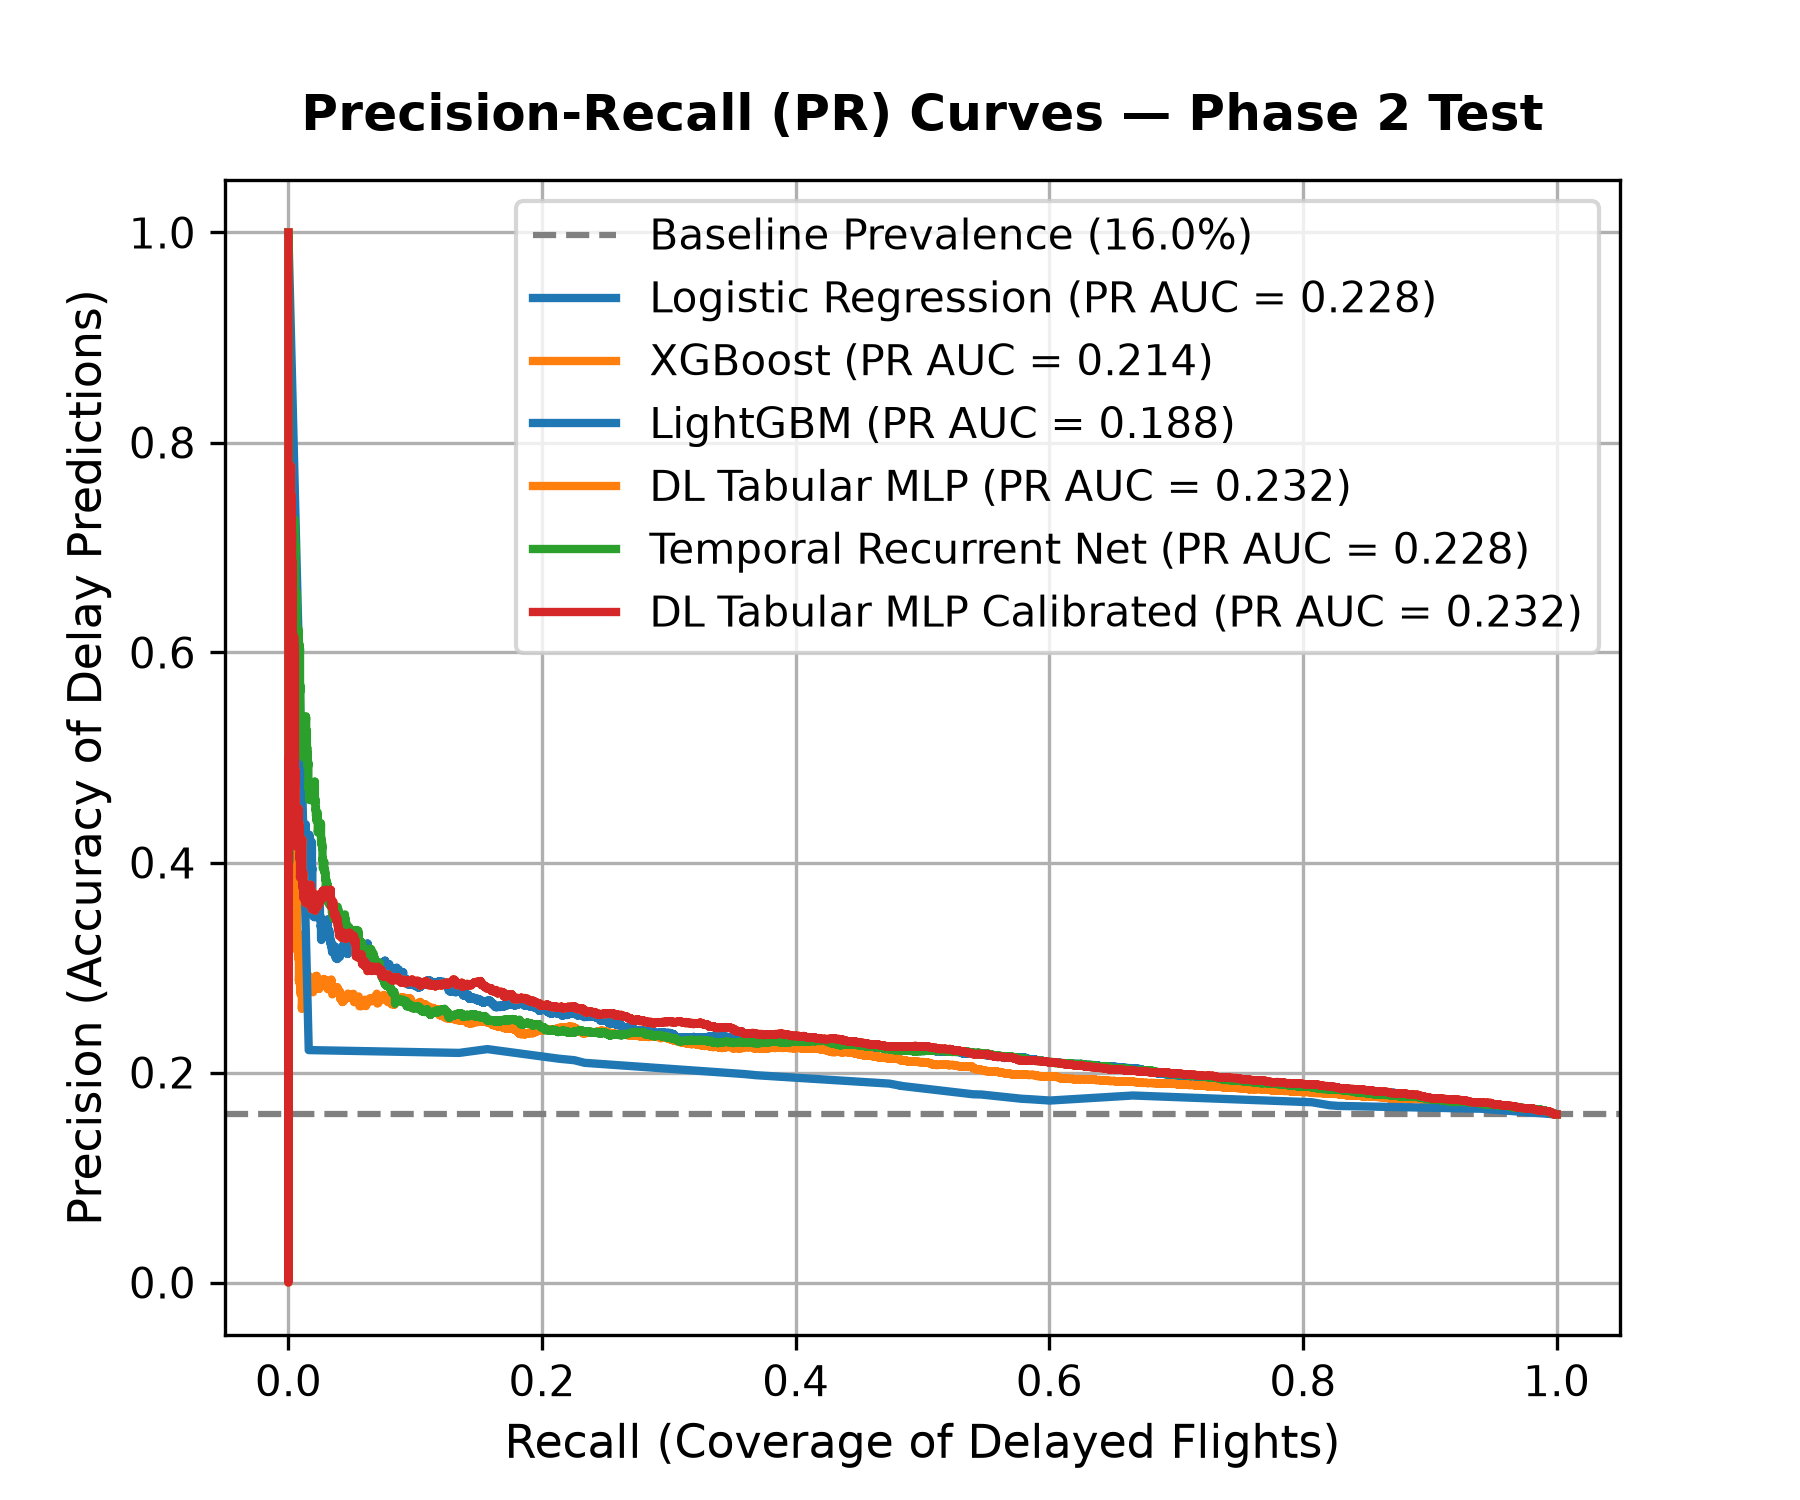 Precision-Recall (PR) Curves — Phase 2 Test
Precision (Accuracy of Delay Predictions)
1.0
0.8
0.6
0.4
0.2
0.0
Baseline Prevalence (16.0%)
Logistic Regression (PR AUC = 0.228)
XGBoost (PR AUC = 0.214)
LightGBM (PR AUC = 0.188)
DL Tabular MLP (PR AUC = 0.232)
Temporal Recurrent Net (PR AUC = 0.228)
DL Tabular MLP Calibrated (PR AUC = 0.232)
0.0 0.2 0.4 0.6 0.8 1.0
Recall (Coverage of Delayed Flights)